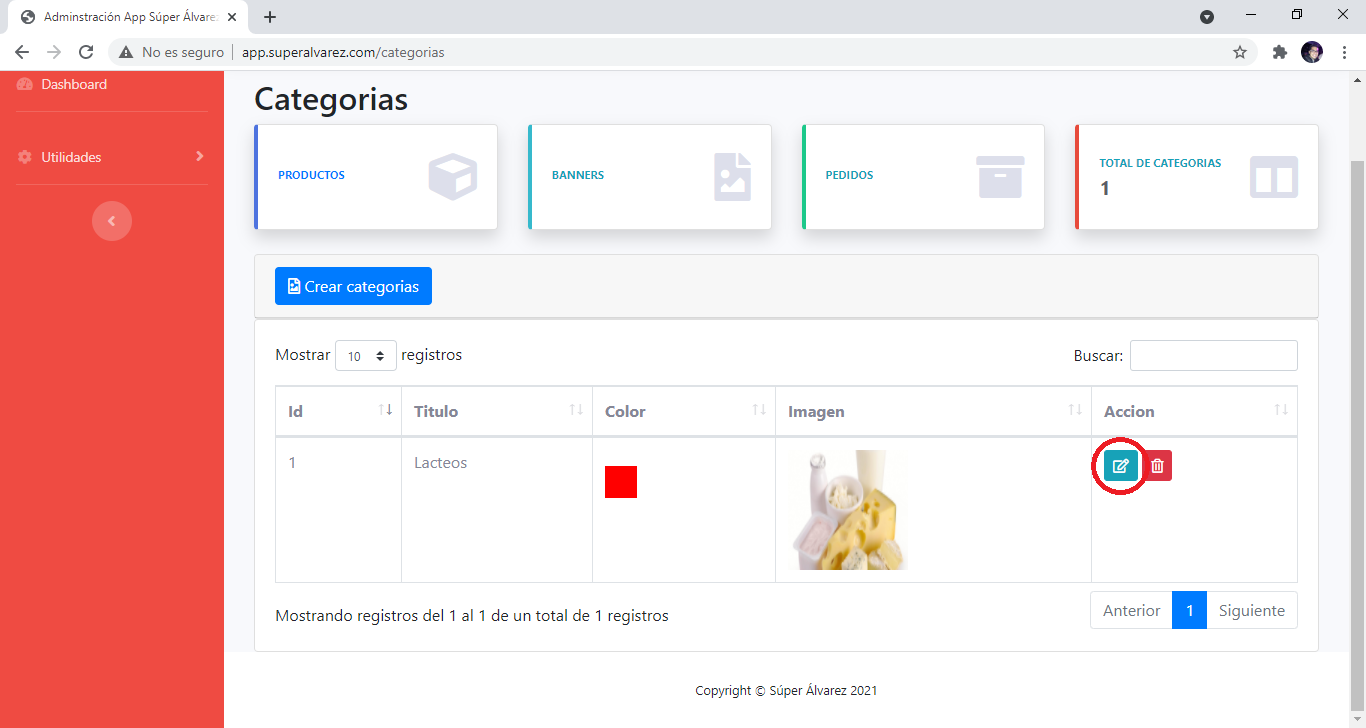 Adminstración App Súper Álvare
No es seguro
app.superalvarez.com/categorias
Dashboard
Utilidades
Categorias
PRODUCTOS
BANNERS
PEDIDOS
TOTAL DE CATEGORIAS
1
Crear categorias
Mostrar 10 registros
Buscar:
Id Titulo Color Imagen Accion
1 Lacteos
Mostrando registros del 1 al 1 de un total de 1 registros
Anterior 1 Siguiente
Copyright © Súper Álvarez 2021